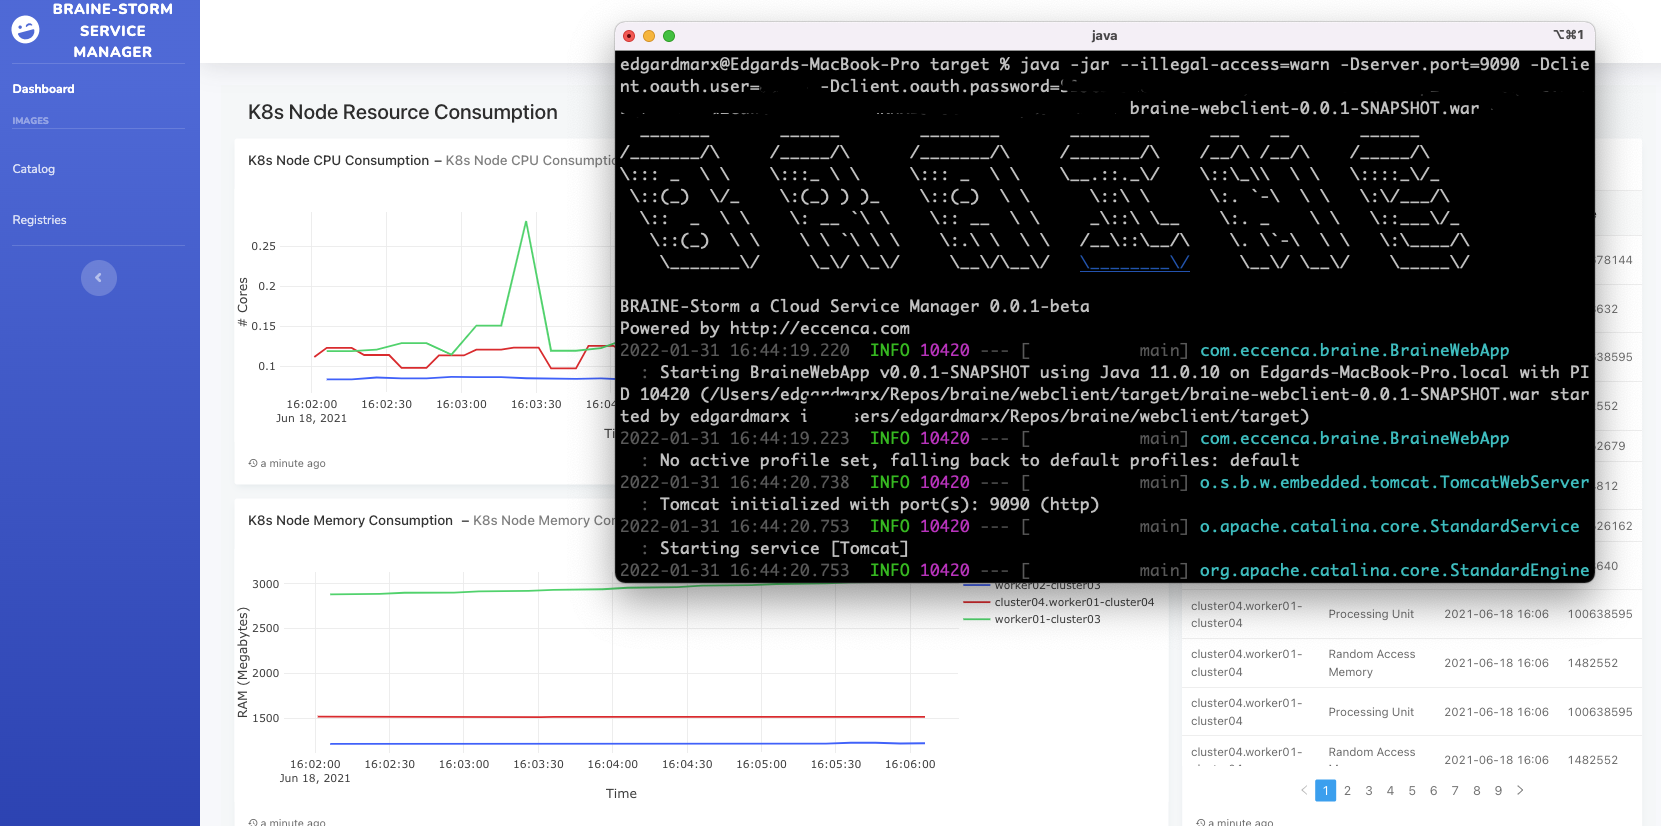 BRAINE-STORM
SERVICE
MANAGER
Dashboard
IMAGES
Catalog
Registries
K8s Node Resource Consumption
K8s Node CPU Consumption – K8s Node CPU Consumptio
0.25
0.2
0.15
0.1
# Cores
16:02:00 16:02:30 16:03:00 16:03:30 16:04
Jun 18, 2021
Ti
a minute ago
K8s Node Memory Consumption – K8s Node Memory Cor
3000
2500
2000
1500
RAM (Megabytes)
16:02:00 16:02:30 16:03:00 16:03:30 16:04:00 16:04:30 16:05:00 16:05:30 16:06:00
Jun 18, 2021
Time
worker02-cluster03
cluster04.worker01-cluster04
worker01-cluster03
a minute ago
java
⌥⌘1
edgardmarx@Edgards-MacBook-Pro target % java -jar --illegal-access=warn -Dserver.port=9090 -Dclie
nt.oauth.user= -Dclient.oauth.password=
braine-webclient-0.0.1-SNAPSHOT.war
BRAINE
BRAINE-Storm a Cloud Service Manager 0.0.1-beta
Powered by http://eccenca.com
2022-01-31 16:44:19.220 INFO 10420 --- [ main] com.eccenca.braine.BraineWebApp
: Starting BraineWebApp v0.0.1-SNAPSHOT using Java 11.0.10 on Edgards-MacBook-Pro.local with PI
D 10420 (/Users/edgardmarx/Repos/braine/webclient/target/braine-webclient-0.0.1-SNAPSHOT.war star
ted by edgardmarx i sers/edgardmarx/Repos/braine/webclient/target)
2022-01-31 16:44:19.223 INFO 10420 --- [ main] com.eccenca.braine.BraineWebApp
: No active profile set, falling back to default profiles: default
2022-01-31 16:44:20.738 INFO 10420 --- [ main] o.s.b.w.embedded.tomcat.TomcatWebServer
: Tomcat initialized with port(s): 9090 (http)
2022-01-31 16:44:20.753 INFO 10420 --- [ main] o.apache.catalina.core.StandardService
: Starting service [Tomcat]
2022-01-31 16:44:20.753 INFO 10420 --- [ main] org.apache.catalina.core.StandardEngine
78144
632
38595
552
2679
812
26162
640
cluster04.worker01-cluster04 Processing Unit 2021-06-18 16:06 100638595
cluster04.worker01-cluster04 Random Access Memory 2021-06-18 16:06 1482552
cluster04.worker01-cluster04 Processing Unit 2021-06-18 16:06 100638595
cluster04.worker01- Random Access 2021-06-18 16:06 1482552
< 1 2 3 4 5 6 7 8 9 >
a minute ago